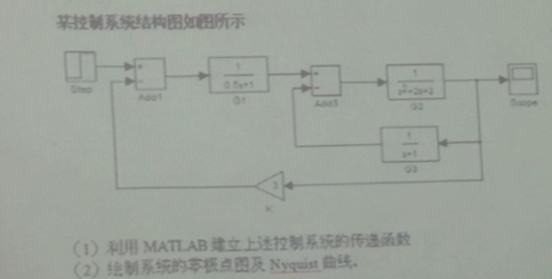 某控制系统结构图如图所示
Step
+
-
Add1
1
0.5s+1
G1
+
-
Add3
1
s²+2s+2
G2
Scope
1
s+1
G3
3
K
（1）利用 MATLAB 建立上述控制系统的传递函数
（2）绘制系统的零极点图及 Nyquist 曲线。